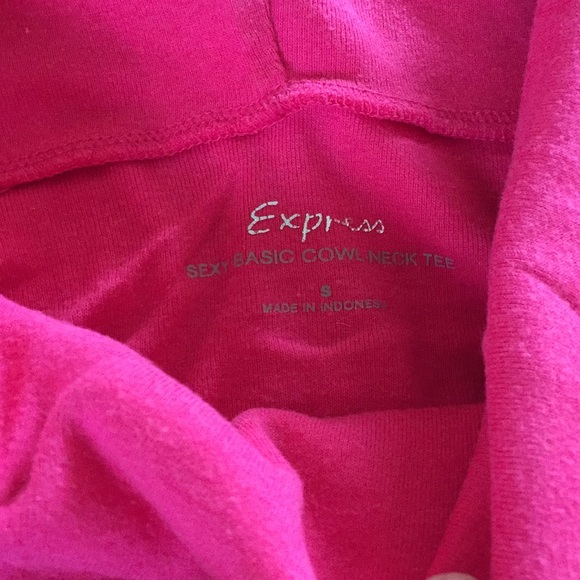 Express
SEXY BASIC COWL-NECK TEE
S
MADE IN INDONESIA